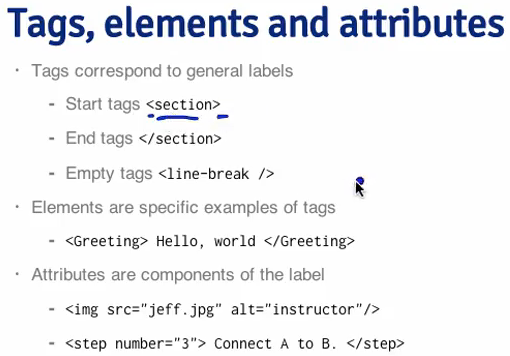 Tags, elements and attributes
· Tags correspond to general labels
- Start tags <section>
- End tags </section>
- Empty tags <line-break />
· Elements are specific examples of tags
- <Greeting> Hello, world </Greeting>
· Attributes are components of the label
- <img src="jeff.jpg" alt="instructor"/>
- <step number="3"> Connect A to B. </step>